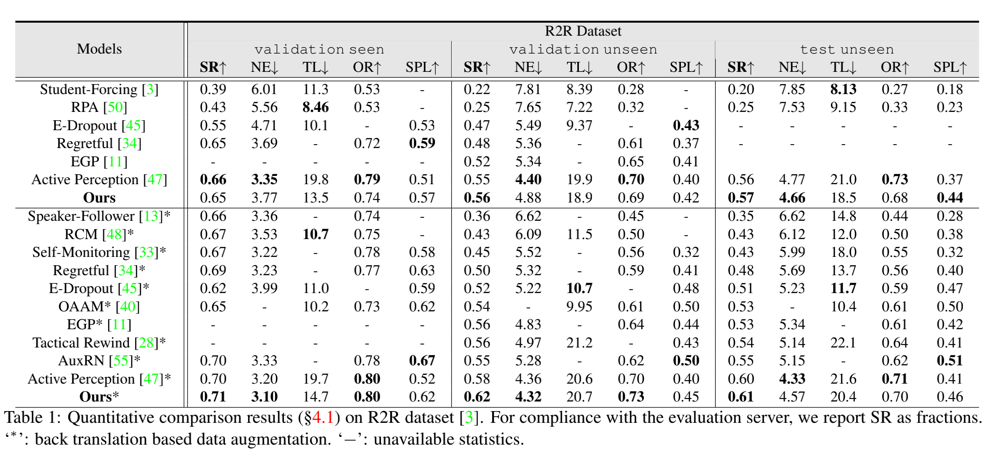 R2R Dataset
Models
validation seen validation unseen test unseen
SR↑ NE↓ TL↓ OR↑ SPL↑ SR↑ NE↓ TL↓ OR↑ SPL↑ SR↑ NE↓ TL↓ OR↑ SPL↑
Student-Forcing [3] 0.39 6.01 11.3 0.53 - 0.22 7.81 8.39 0.28 - 0.20 7.85 8.13 0.27 0.18
RPA [50] 0.43 5.56 8.46 0.53 - 0.25 7.65 7.22 0.32 - 0.25 7.53 9.15 0.33 0.23
E-Dropout [45] 0.55 4.71 10.1 - 0.53 0.47 5.49 9.37 - 0.43 - - - - -
Regretful [34] 0.65 3.69 - 0.72 0.59 0.48 5.36 - 0.61 0.37 - - - - -
EGP [11] - - - - - 0.52 5.34 - 0.65 0.41
Active Perception [47] 0.66 3.35 19.8 0.79 0.51 0.55 4.40 19.9 0.70 0.40 0.56 4.77 21.0 0.73 0.37
Ours 0.65 3.77 13.5 0.74 0.57 0.56 4.88 18.9 0.69 0.42 0.57 4.66 18.5 0.68 0.44
Speaker-Follower [13]* 0.66 3.36 - 0.74 - 0.36 6.62 - 0.45 - 0.35 6.62 14.8 0.44 0.28
RCM [48]* 0.67 3.53 10.7 0.75 - 0.43 6.09 11.5 0.50 - 0.43 6.12 12.0 0.50 0.38
Self-Monitoring [33]* 0.67 3.22 - 0.78 0.58 0.45 5.52 - 0.56 0.32 0.43 5.99 18.0 0.55 0.32
Regretful [34]* 0.69 3.23 - 0.77 0.63 0.50 5.32 - 0.59 0.41 0.48 5.69 13.7 0.56 0.40
E-Dropout [45]* 0.62 3.99 11.0 - 0.59 0.52 5.22 10.7 - 0.48 0.51 5.23 11.7 0.59 0.47
OAAM* [40] 0.65 - 10.2 0.73 0.62 0.54 - 9.95 0.61 0.50 0.53 - 10.4 0.61 0.50
EGP* [11] - - - - - 0.56 4.83 - 0.64 0.44 0.53 5.34 - 0.61 0.42
Tactical Rewind [28]* - - - - - 0.56 4.97 21.2 - 0.43 0.54 5.14 22.1 0.64 0.41
AuxRN [55]* 0.70 3.33 - 0.78 0.67 0.55 5.28 - 0.62 0.50 0.55 5.15 - 0.62 0.51
Active Perception [47]* 0.70 3.20 19.7 0.80 0.52 0.58 4.36 20.6 0.70 0.40 0.60 4.33 21.6 0.71 0.41
Ours* 0.71 3.10 14.7 0.80 0.62 0.62 4.32 20.7 0.73 0.45 0.61 4.57 20.4 0.70 0.46
Table 1: Quantitative comparison results (§4.1) on R2R dataset [3]. For compliance with the evaluation server, we report SR as fractions.
‘*’: back translation based data augmentation. ‘−’: unavailable statistics.